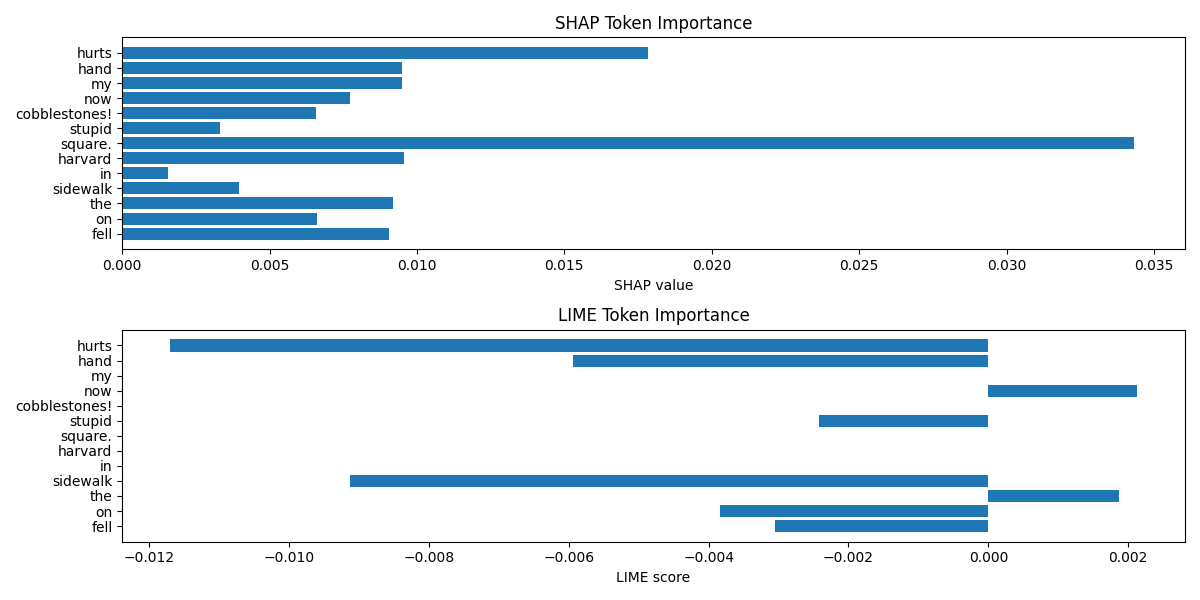 SHAP Token Importance
hurts
hand
my
now
cobblestones!
stupid
square.
harvard
in
sidewalk
the
on
fell
0.000 0.005 0.010 0.015 0.020 0.025 0.030 0.035
SHAP value
LIME Token Importance
hurts
hand
my
now
cobblestones!
stupid
square.
harvard
in
sidewalk
the
on
fell
−0.012 −0.010 −0.008 −0.006 −0.004 −0.002 0.000 0.002
LIME score